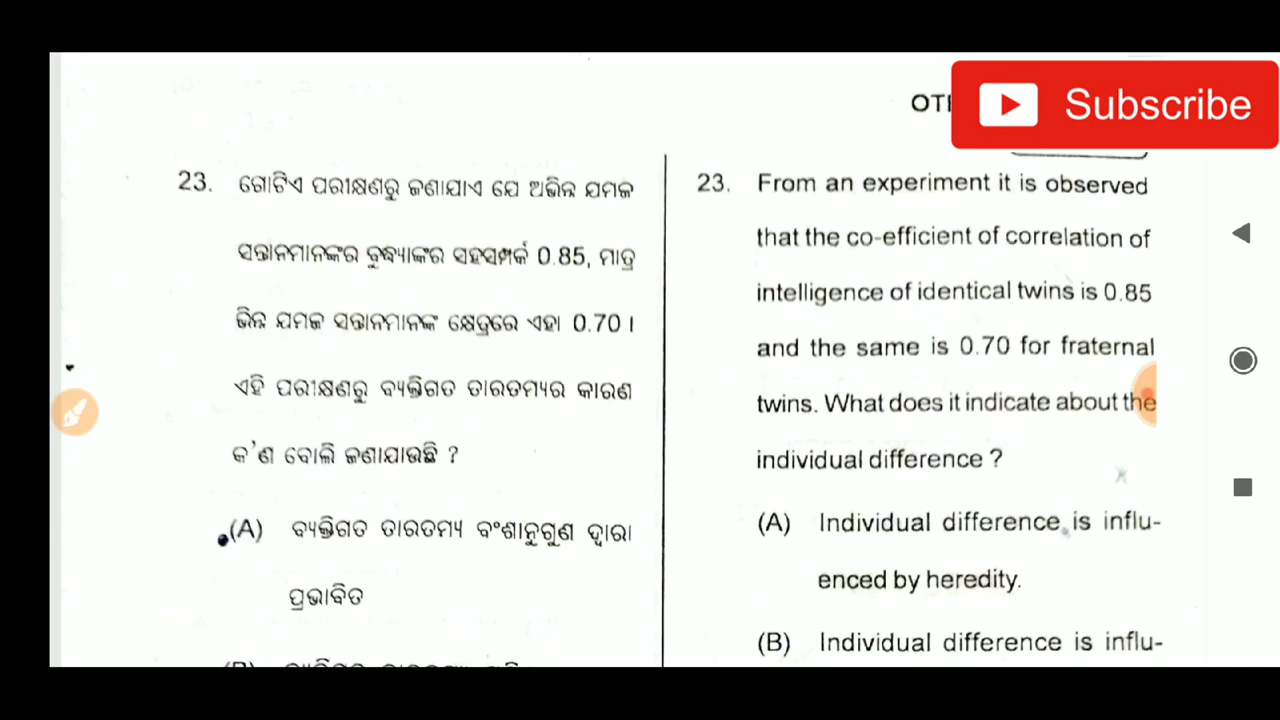 OT
Subscribe
23. ଗୋଟିଏ ପରୀକ୍ଷଣରୁ ଜଣାଯାଏ ଯେ ଅଭିନ୍ନ ଯମଜ
ସନ୍ତାନମାନଙ୍କର ବୁଦ୍ଧ୍ୟାଙ୍କର ସହସମ୍ପର୍କ 0.85, ମାତ୍ର
ଭିନ୍ନ ଯମଜ ସନ୍ତାନମାନଙ୍କ କ୍ଷେତ୍ରରେ ଏହା 0.70 ।
ଏହି ପରୀକ୍ଷଣରୁ ବ୍ୟକ୍ତିଗତ ତାରତମ୍ୟର କାରଣ
କ'ଣ ବୋଲି ଜଣାଯାଉଛି ?
(A) ବ୍ୟକ୍ତିଗତ ତାରତମ୍ୟ ବଂଶାନୁଗୁଣ ଦ୍ୱାରା
ପ୍ରଭାବିତ
23. From an experiment it is observed
that the co-efficient of correlation of
intelligence of identical twins is 0.85
and the same is 0.70 for fraternal
twins. What does it indicate about the
individual difference ?
(A) Individual difference is influ-
enced by heredity.
(B) Individual difference is influ-